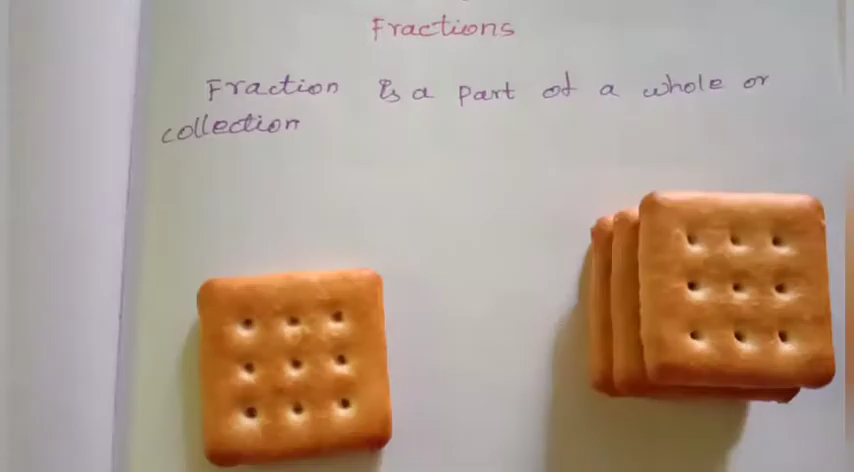 Fractions
Fraction is a part of a whole or
collection